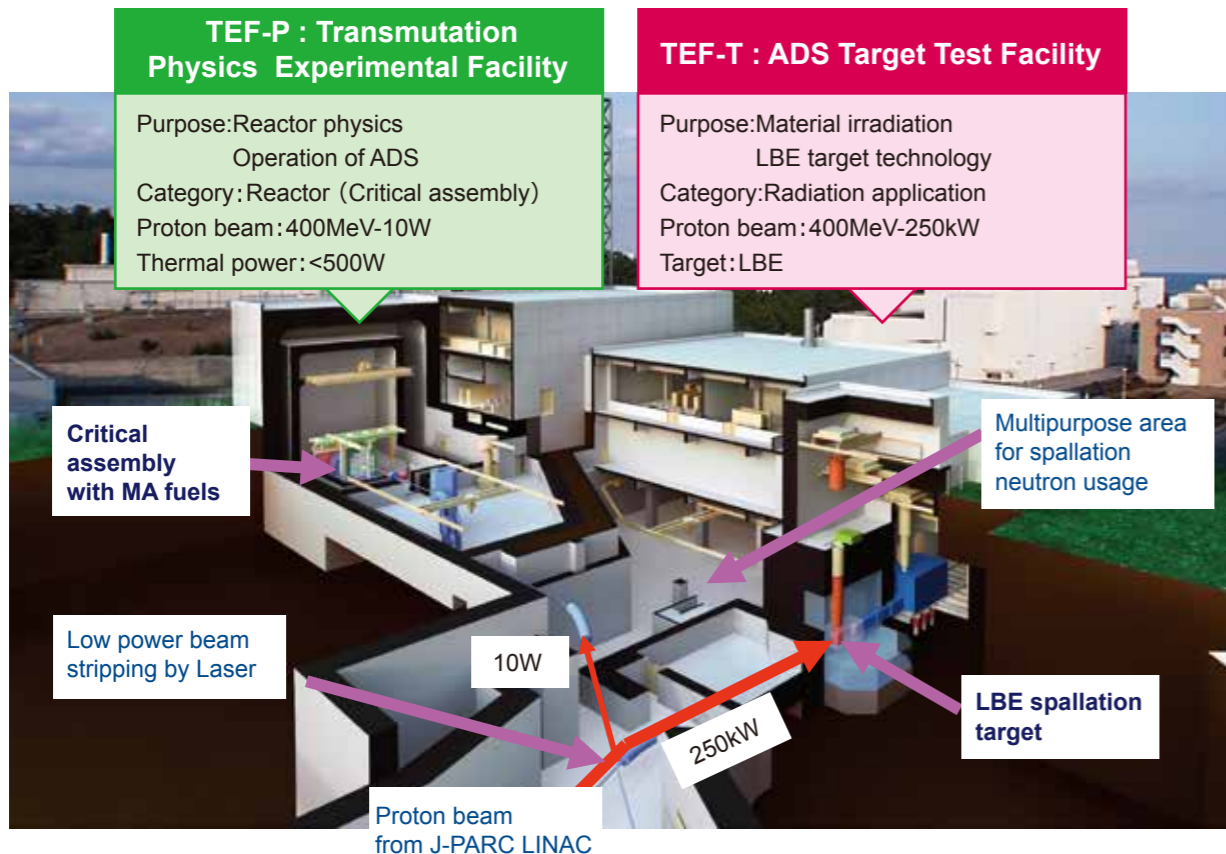 TEF-P : Transmutation
Physics Experimental Facility
Purpose:Reactor physics
Operation of ADS
Category:Reactor (Critical assembly)
Proton beam:400MeV-10W
Thermal power:<500W
TEF-T : ADS Target Test Facility
Purpose:Material irradiation
LBE target technology
Category:Radiation application
Proton beam:400MeV-250kW
Target:LBE
Critical
assembly
with MA fuels
Multipurpose area
for spallation
neutron usage
Low power beam
stripping by Laser
10W
250kW
LBE spallation
target
Proton beam
from J-PARC LINAC